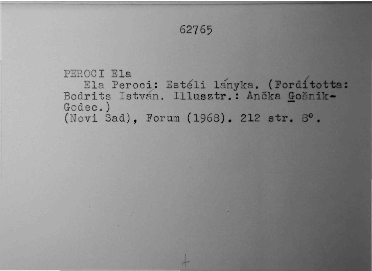 62765
PEROCI Ela
Ela Peroci: Estéli lányka. (Fordította:
Bodrits István. Illusztr.: Ančka Gošnik-
Godec.)
(Novi Sad), Forum (1968). 212 str. 8°.